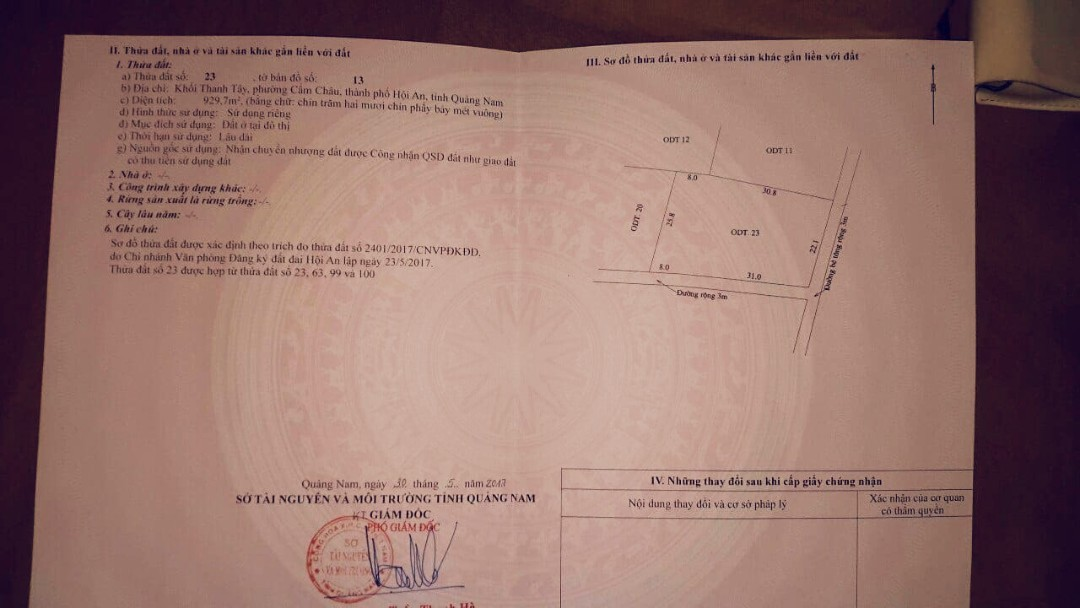 II. Thửa đất, nhà ở và tài sản khác gắn liền với đất
1. Thửa đất:
a) Thửa đất số: 23 , tờ bản đồ số: 13
b) Địa chỉ: Khối Thanh Tây, phường Cẩm Châu, thành phố Hội An, tỉnh Quảng Nam
c) Diện tích: 929,7m², (bằng chữ: chín trăm hai mươi chín phẩy bảy mét vuông)
d) Hình thức sử dụng: Sử dụng riêng
đ) Mục đích sử dụng: Đất ở tại đô thị
e) Thời hạn sử dụng: Lâu dài
g) Nguồn gốc sử dụng: Nhận chuyển nhượng đất được Công nhận QSD đất như giao đất
có thu tiền sử dụng đất
2. Nhà ở: -/-.
3. Công trình xây dựng khác: -/-.
4. Rừng sản xuất là rừng trồng: -/-.
5. Cây lâu năm: -/-.
6. Ghi chú:
Sơ đồ thửa đất được xác định theo trích đo thửa đất số 2401/2017/CNVPĐKĐD,
do Chi nhánh Văn phòng Đăng ký đất đai Hội An lập ngày 23/5/2017.
Thửa đất số 23 được hợp từ thửa đất số 23, 63, 99 và 100
Quảng Nam, ngày 30 tháng 5 năm 2017
SỞ TÀI NGUYÊN VÀ MÔI TRƯỜNG TỈNH QUẢNG NAM
KT GIÁM ĐỐC
PHÓ GIÁM ĐỐC
SỞ
TÀI NGUYÊN
III. Sơ đồ thửa đất, nhà ở và tài sản khác gắn liền với đất
B
ODT 12
ODT 11
8.0
30.8
ODT. 20
25.8
ODT. 23
22.1
8.0
31.0
Đường rộng 3m
Đường bê tông rộng 3m
IV. Những thay đổi sau khi cấp giấy chứng nhận
Nội dung thay đổi và cơ sở pháp lý
Xác nhận của cơ quan
có thẩm quyền